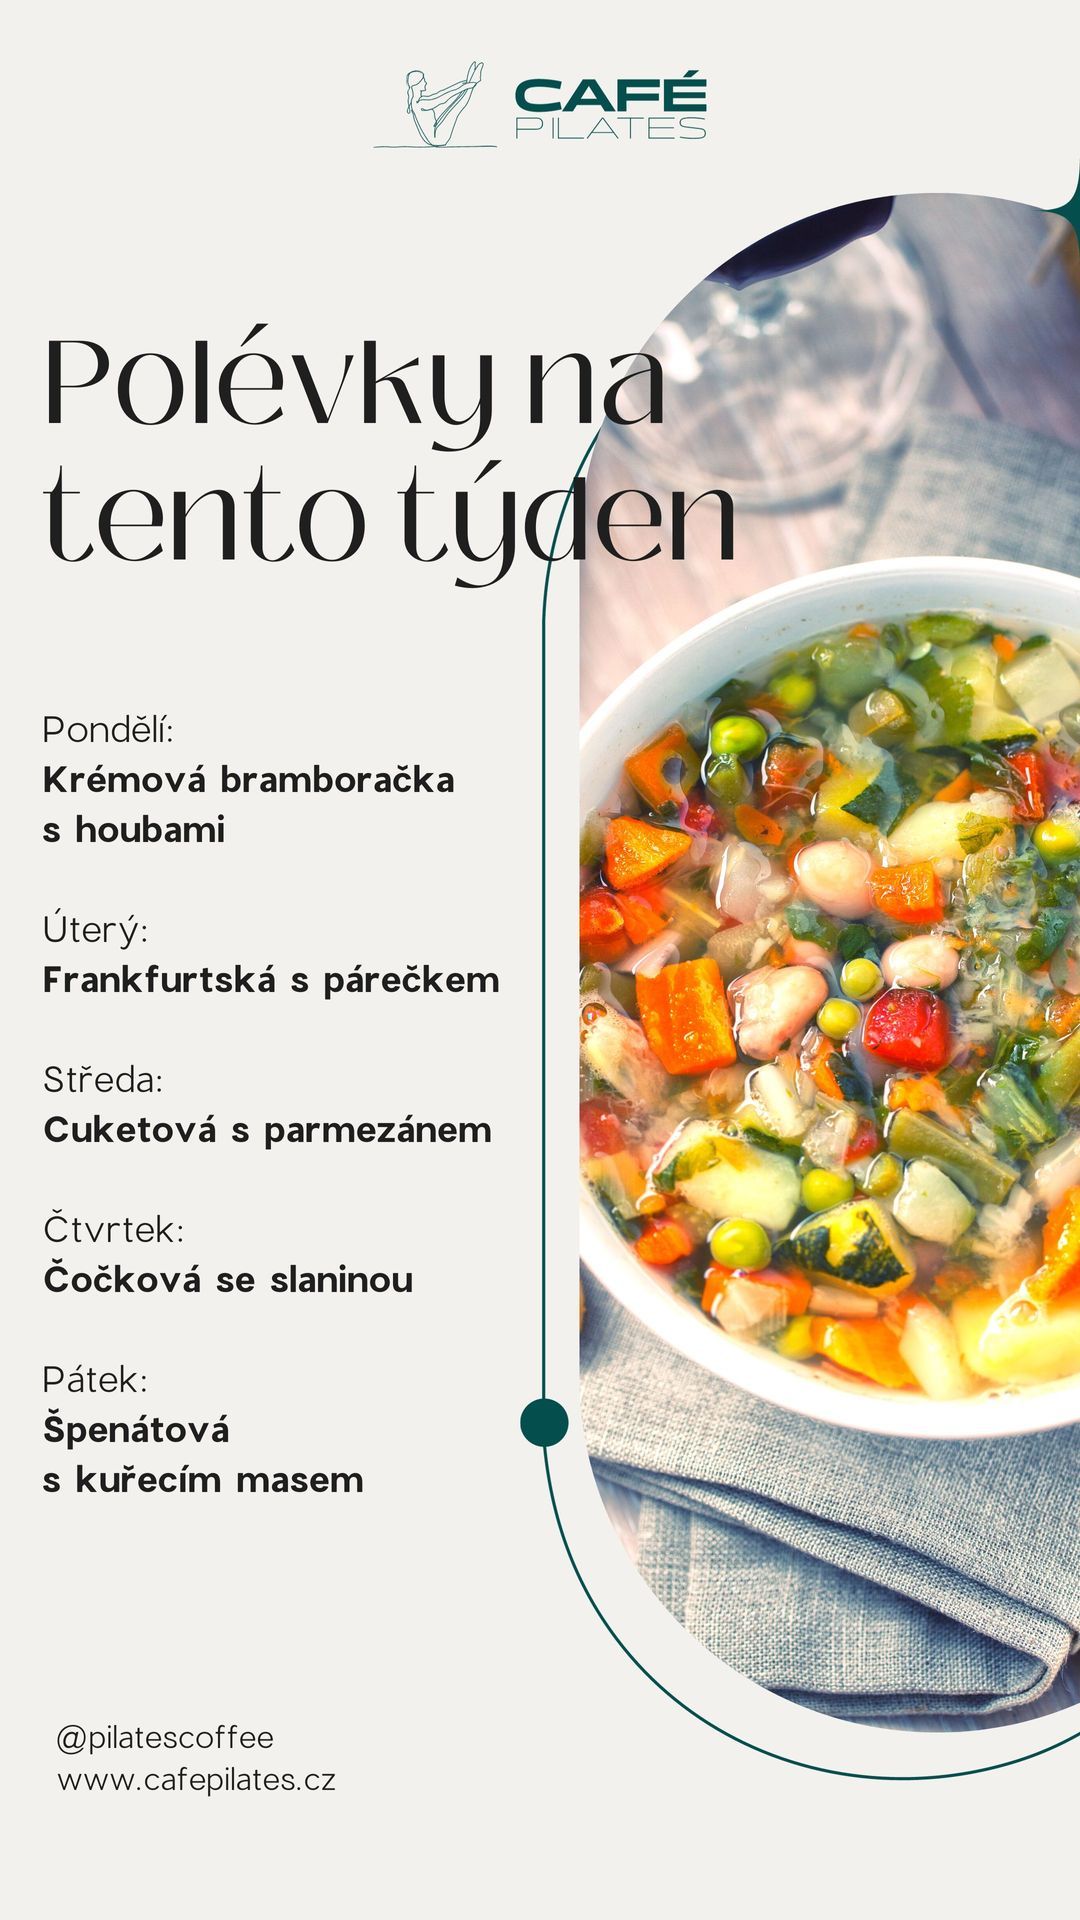 CAFÉ
PILATES
Polévky na
tento týden
Pondělí:
Krémová bramboračka
s houbami
Úterý:
Frankfurtská s párečkem
Středa:
Cuketová s parmezánem
Čtvrtek:
Čočková se slaninou
Pátek:
Špenátová
s kuřecím masem
@pilatescoffee
www.cafepilates.cz